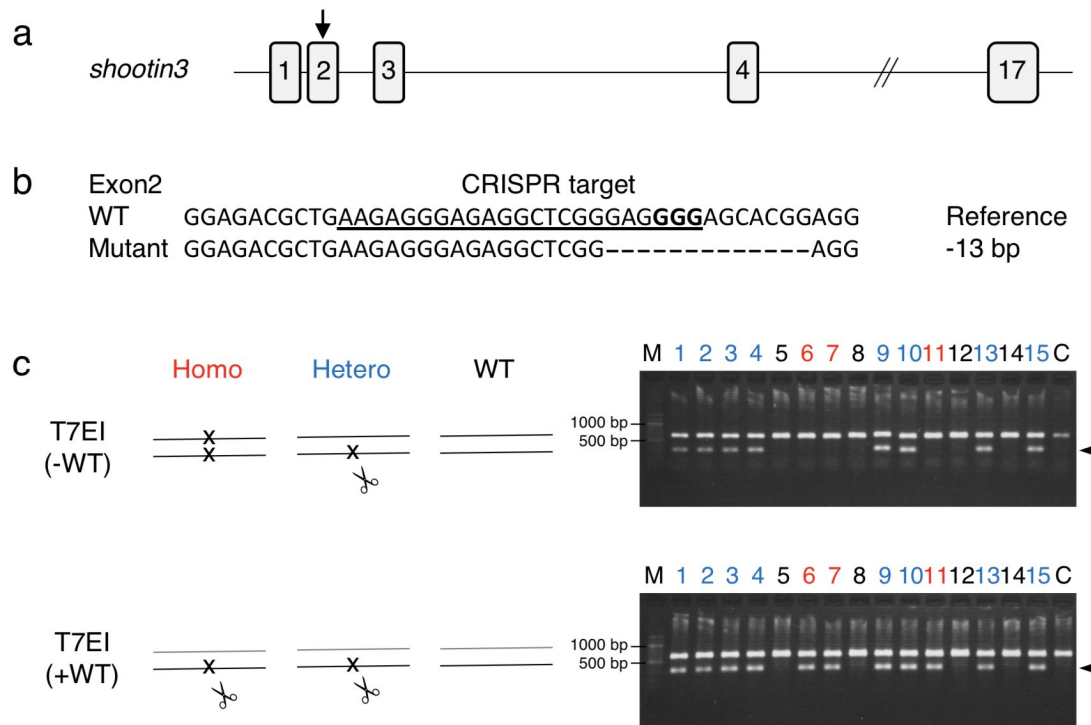 a
shootin3
1 2 3 4 17
b
Exon2 CRISPR target
WT GGAGACGCTGAAGAGGGAGAGGCTCGGGAGGGGAGCACGGAGG Reference
Mutant GGAGACGCTGAAGAGGGAGAGGCTCGG-------------AGG -13 bp
c
Homo Hetero WT
T7EI
(-WT)
X
X X
M 1 2 3 4 5 6 7 8 9 10 11 12 13 14 15 C
1000 bp
500 bp
T7EI
(+WT)
X X
M 1 2 3 4 5 6 7 8 9 10 11 12 13 14 15 C
1000 bp
500 bp